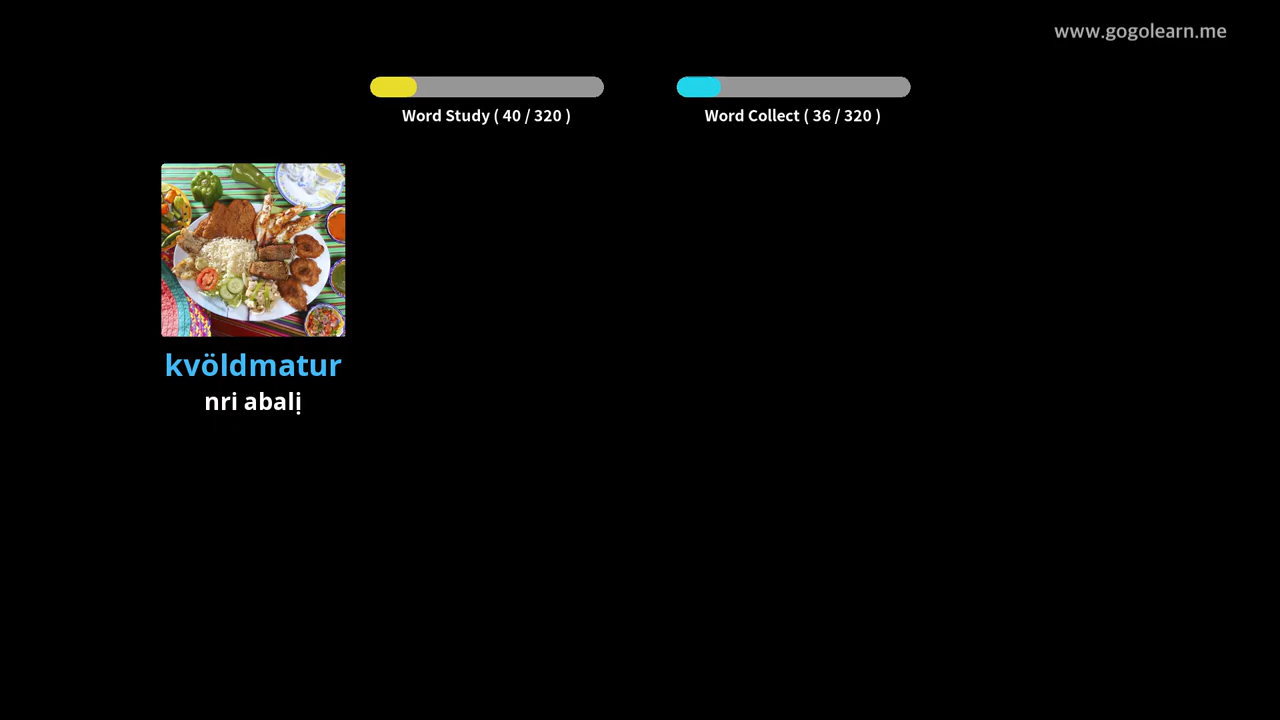 www.gogolearn.me
Word Study ( 40 / 320 )
Word Collect ( 36 / 320 )
kvöldmatur
nri abalị